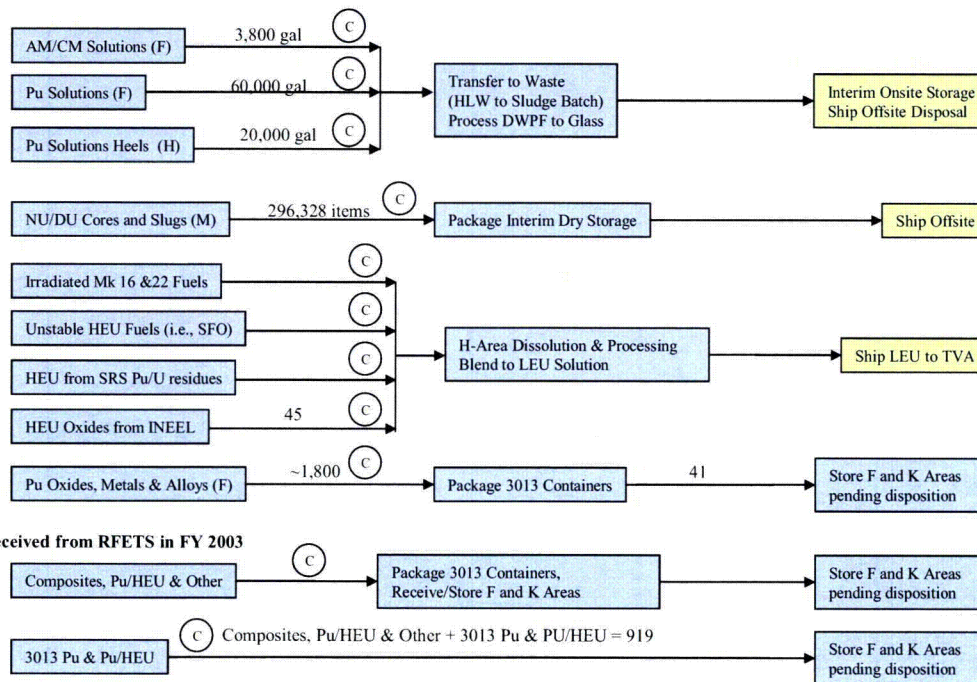 AM/CM Solutions (F)
3,800 gal
C
Pu Solutions (F)
60,000 gal
C
Pu Solutions Heels (H)
20,000 gal
C
Transfer to Waste
(HLW to Sludge Batch)
Process DWPF to Glass
Interim Onsite Storage
Ship Offsite Disposal
NU/DU Cores and Slugs (M)
296,328 items
C
Package Interim Dry Storage
Ship Offsite
Irradiated Mk 16 &22 Fuels
C
Unstable HEU Fuels (i.e., SFO)
C
HEU from SRS Pu/U residues
C
HEU Oxides from INEEL
45
C
H-Area Dissolution & Processing
Blend to LEU Solution
Ship LEU to TVA
Pu Oxides, Metals & Alloys (F)
~1,800
C
Package 3013 Containers
41
Store F and K Areas
pending disposition
eceived from RFETS in FY 2003
Composites, Pu/HEU & Other
C
Package 3013 Containers,
Receive/Store F and K Areas
Store F and K Areas
pending disposition
3013 Pu & Pu/HEU
C
Composites, Pu/HEU & Other + 3013 Pu & PU/HEU = 919
Store F and K Areas
pending disposition